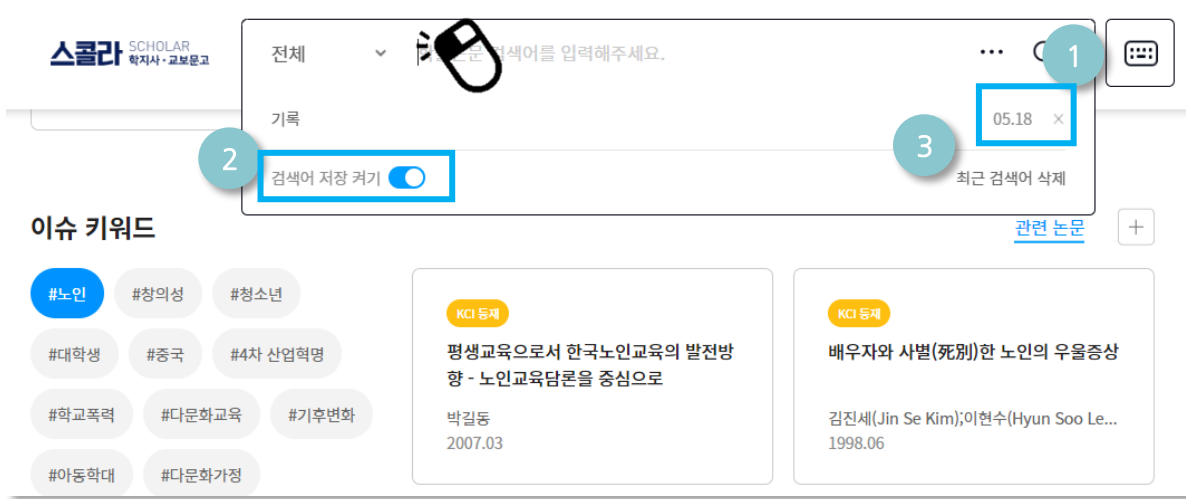 스콜라 SCHOLAR
학지사·교보문고
전체
검색어를 입력해주세요.
1
기록
05.18
2
3
검색어 저장 켜기
최근 검색어 삭제
이슈 키워드
관련 논문
#노인 #창의성 #청소년
#대학생 #중국 #4차 산업혁명
#학교폭력 #다문화교육 #기후변화
#아동학대 #다문화가정
KCI 등재
평생교육으로서 한국노인교육의 발전방
향 - 노인교육담론을 중심으로
박길동
2007.03
KCI 등재
배우자와 사별(死別)한 노인의 우울증상
김진세(Jin Se Kim);이현수(Hyun Soo Le...
1998.06